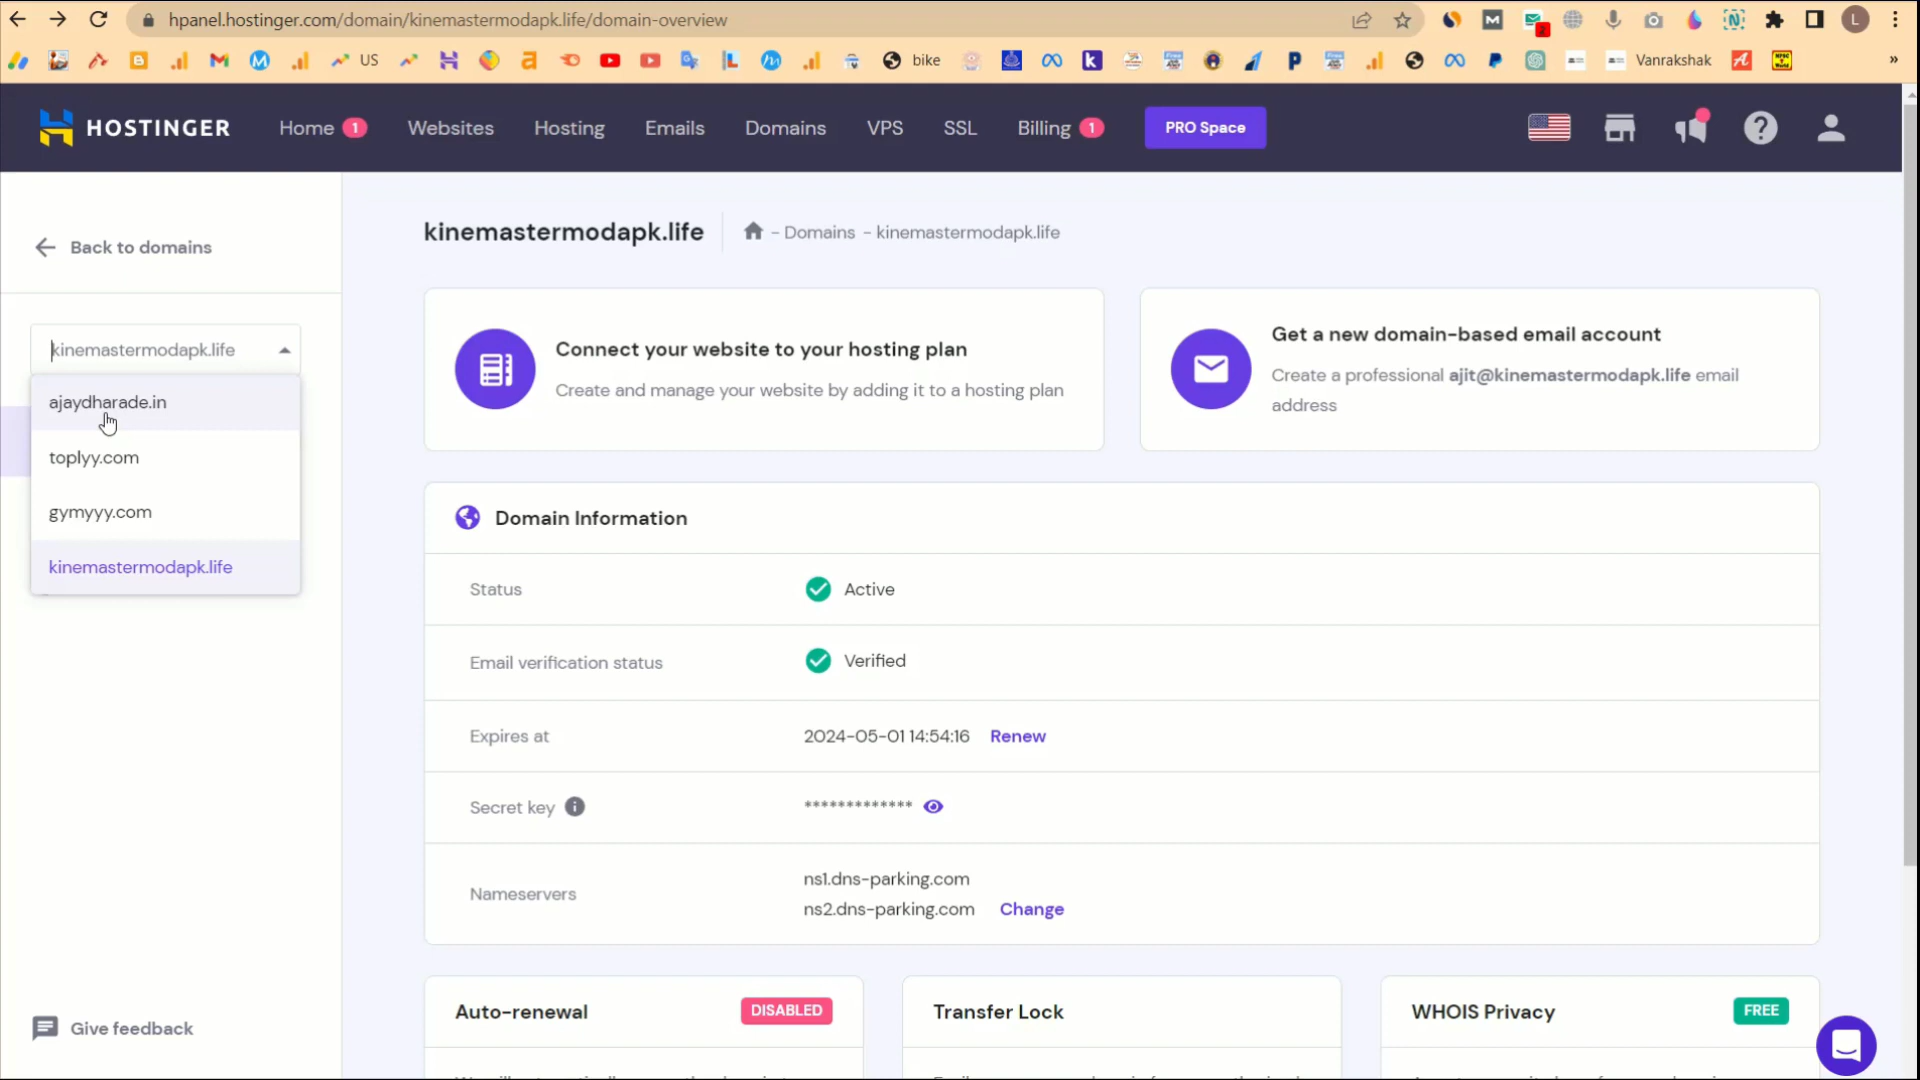 hpanel.hostinger.com/domain/kinemastermodapk.life/domain-overview
2
L
US
bike
Vanrakshak
»
HOSTINGER
Home 1
Websites
Hosting
Emails
Domains
VPS
SSL
Billing 1
PRO Space
Back to domains
kinemastermodapk.life
ajaydharade.in
toplyy.com
gymyyy.com
kinemastermodapk.life
Give feedback
kinemastermodapk.life
- Domains - kinemastermodapk.life
Connect your website to your hosting plan
Create and manage your website by adding it to a hosting plan
Get a new domain-based email account
Create a professional ajit@kinemastermodapk.life email
address
Domain Information
Status Active
Email verification status Verified
Expires at 2024-05-01 14:54:16 Renew
Secret key *************
Nameservers
ns1.dns-parking.com
ns2.dns-parking.com Change
Auto-renewal DISABLED
Transfer Lock
WHOIS Privacy FREE